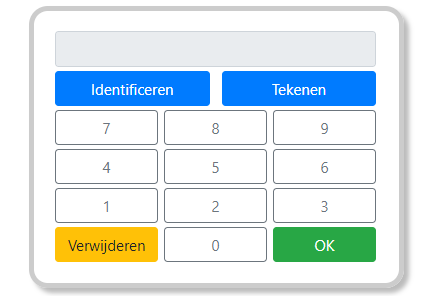 Identificeren Tekenen
7 8 9
4 5 6
1 2 3
Verwijderen 0 OK